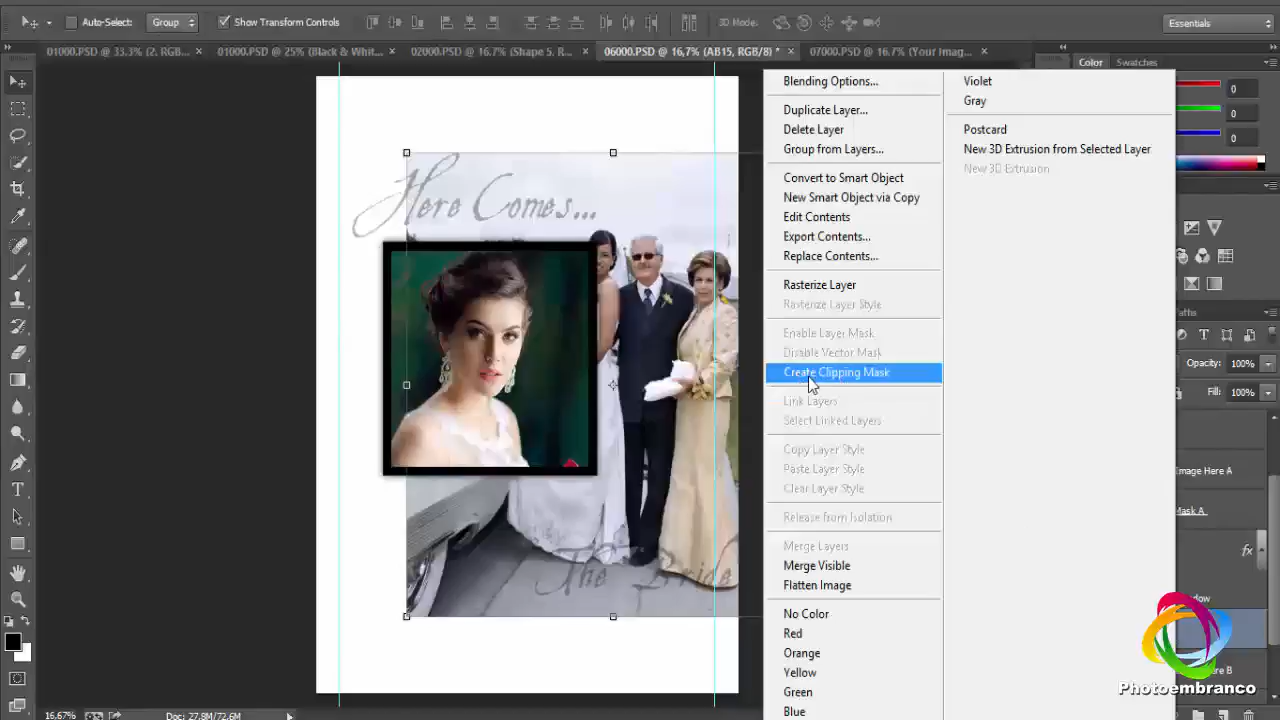 Auto-Select:
Group
Show Transform Controls
3D Mode:
Essentials
01000.PSD @ 33.3% (2. RGB...
01000.PSD @ 25% (Black & Whit...
02000.PSD @ 16.7% (Shape 5. R...
06000.PSD @ 16,7% (AB15, RGB/8) *
07000.PSD @ 16.7% (Your Imag...
Color
Swatches
0
0
0
Here Comes...
The Bride
Blending Options...
Duplicate Layer...
Delete Layer
Group from Layers...
Convert to Smart Object
New Smart Object via Copy
Edit Contents
Export Contents...
Replace Contents...
Rasterize Layer
Rasterize Layer Style
Enable Layer Mask
Disable Vector Mask
Create Clipping Mask
Link Layers
Select Linked Layers
Copy Layer Style
Paste Layer Style
Clear Layer Style
Release from Isolation
Merge Layers
Merge Visible
Flatten Image
No Color
Red
Orange
Yellow
Green
Blue
Violet
Gray
Postcard
New 3D Extrusion from Selected Layer
New 3D Extrusion
Opacity: 100%
Fill: 100%
Image Here A
Mask A
fx
Photoembranco
16,67%
Doc: 27,8M/72,6M